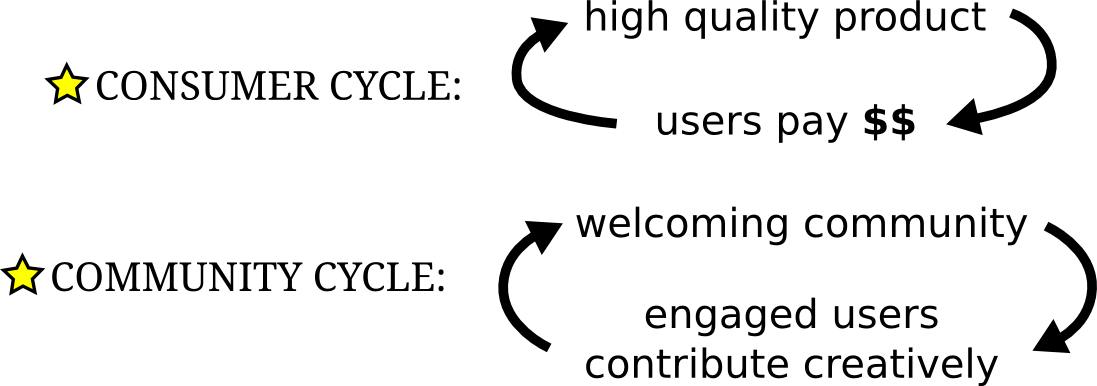 high quality product
CONSUMER CYCLE:
users pay $$
welcoming community
COMMUNITY CYCLE:
engaged users
contribute creatively